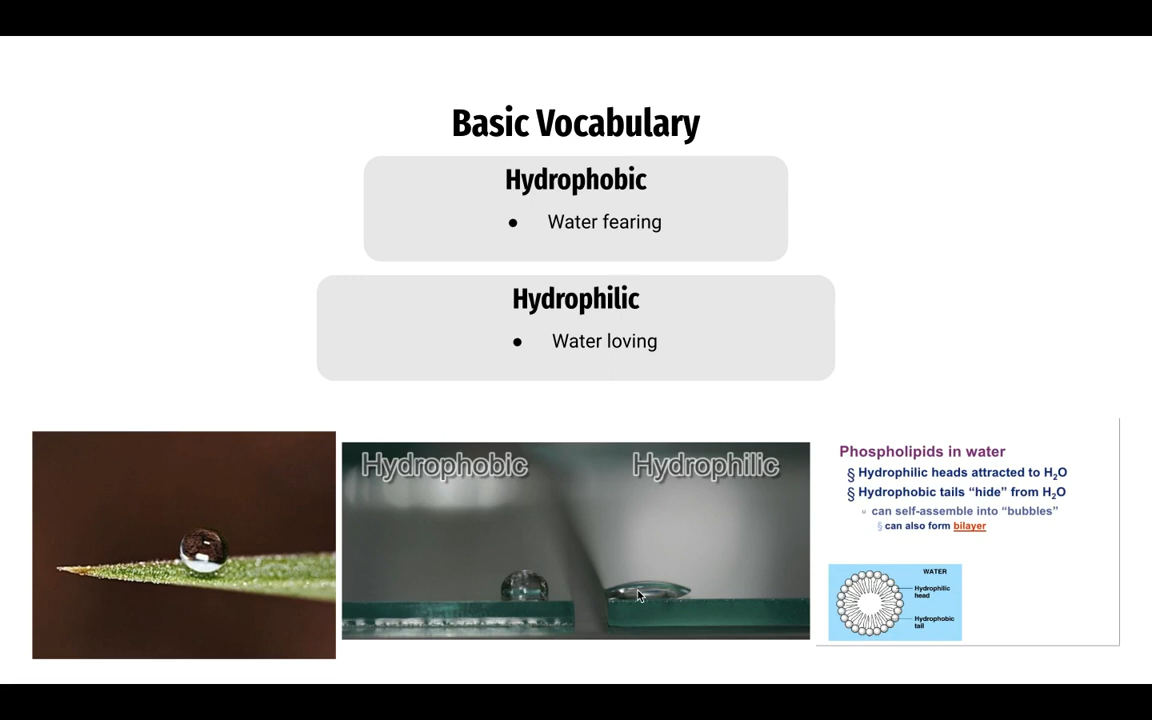 Basic Vocabulary
Hydrophobic
● Water fearing
Hydrophilic
● Water loving
Hydrophobic
Hydrophilic
Phospholipids in water
§ Hydrophilic heads attracted to H₂O
§ Hydrophobic tails “hide” from H₂O
can self-assemble into “bubbles”
§ can also form bilayer
WATER
Hydrophilic
head
Hydrophobic
tail